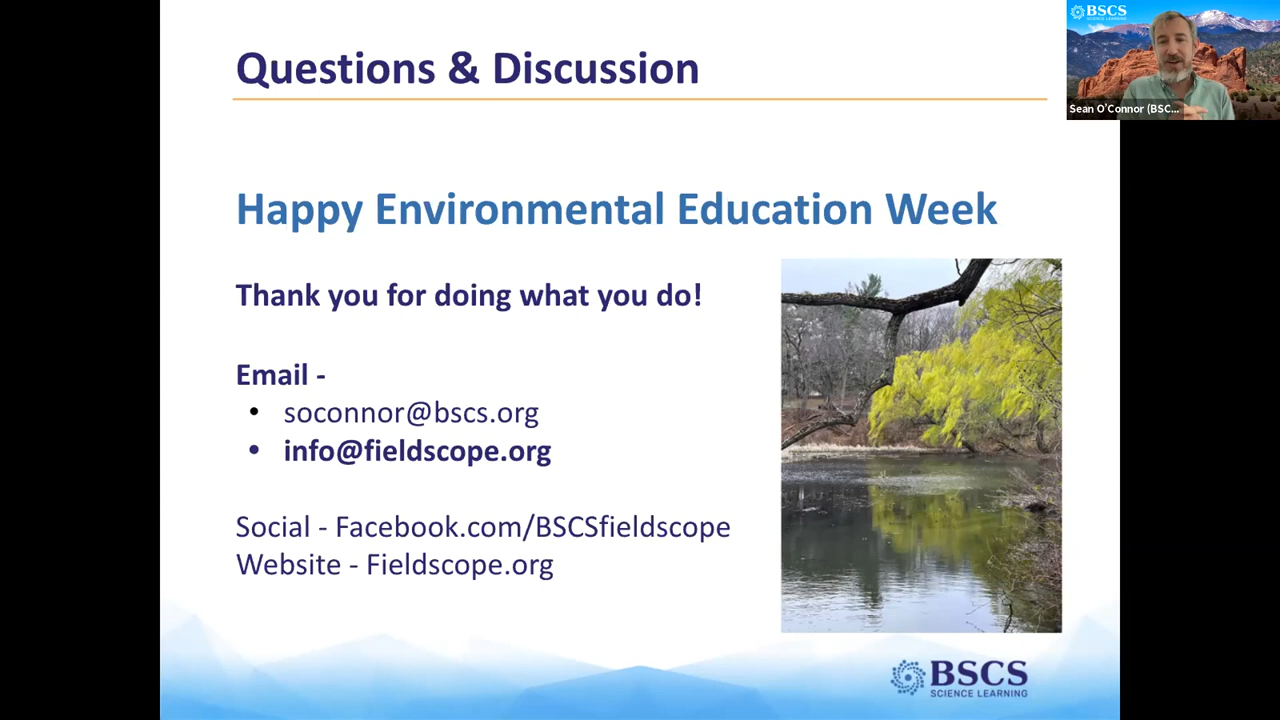 Questions & Discussion
BSCS
SCIENCE LEARNING
Sean O'Connor (BSC...
Happy Environmental Education Week
Thank you for doing what you do!
Email -
• soconnor@bscs.org
• info@fieldscope.org
Social - Facebook.com/BSCSfieldscope
Website - Fieldscope.org
BSCS
SCIENCE LEARNING